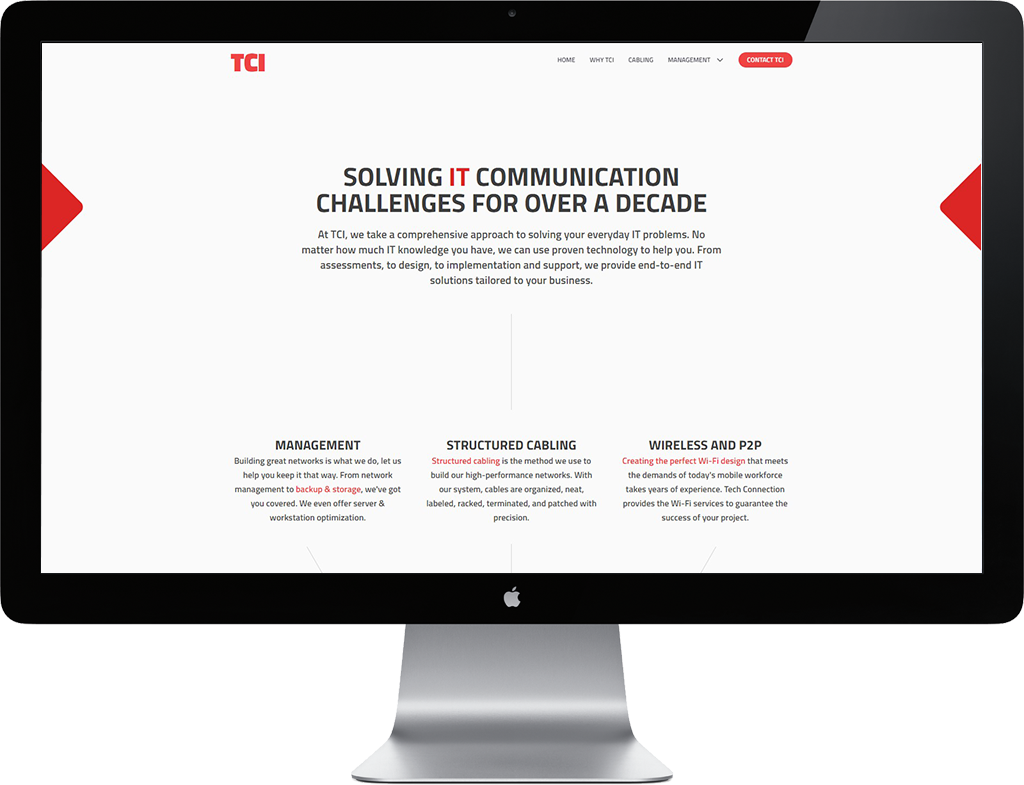 TCI
HOME WHY TCI CABLING MANAGEMENT CONTACT TCI
SOLVING IT COMMUNICATION
CHALLENGES FOR OVER A DECADE
At TCI, we take a comprehensive approach to solving your everyday IT problems. No
matter how much IT knowledge you have, we can use proven technology to help you. From
assessments, to design, to implementation and support, we provide end-to-end IT
solutions tailored to your business.
MANAGEMENT
Building great networks is what we do, let us
help you keep it that way. From network
management to backup & storage, we've got
you covered. We even offer server &
workstation optimization.
STRUCTURED CABLING
Structured cabling is the method we use to
build our high-performance networks. With
our system, cables are organized, neat,
labeled, racked, terminated, and patched with
precision.
WIRELESS AND P2P
Creating the perfect Wi-Fi design that meets
the demands of today's mobile workforce
takes years of experience. Tech Connection
provides the Wi-Fi services to guarantee the
success of your project.